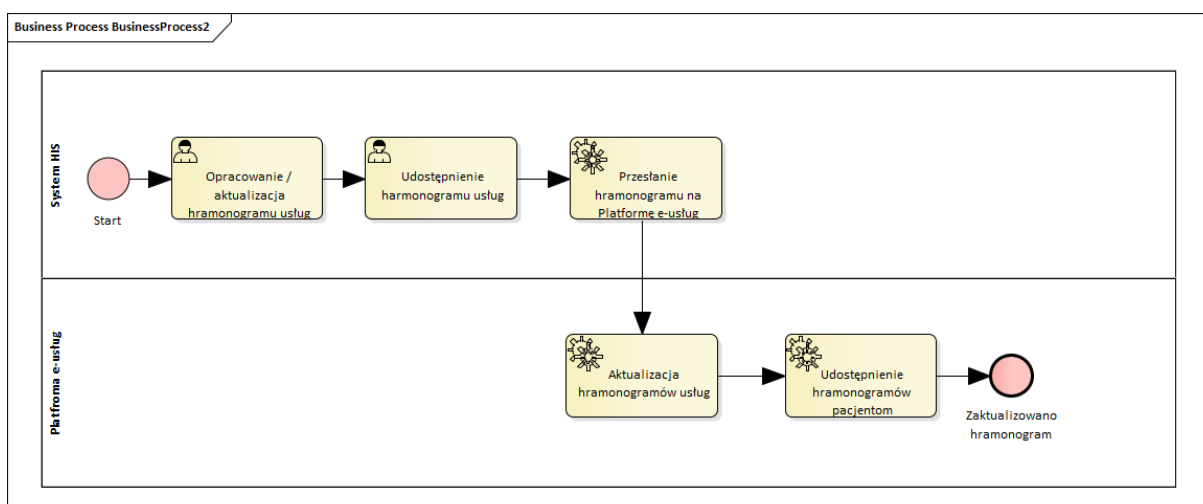 Business Process BusinessProcess2
System HIS
Start
Opracowanie /
aktualizacja
hramonogramu usług
Udostępnienie
harmonogramu usług
Przesłanie
hramonogramu na
Platformę e-usług
Platfroma e-usług
Aktualizacja
hramonogramów usług
Udostępnienie
hramonogramów
pacjentom
Zaktualizowano
hramonogram